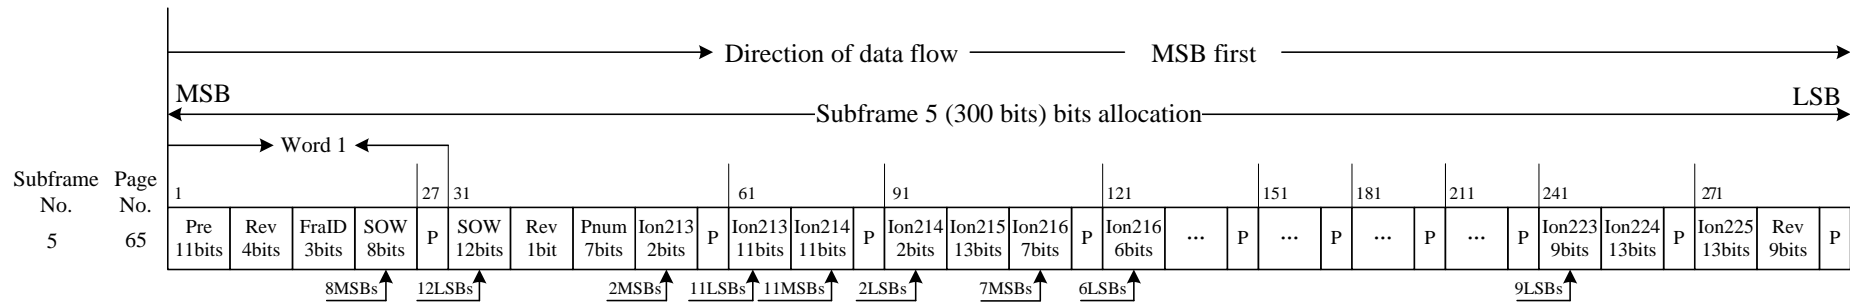 Direction of data flow MSB first
MSB LSB
Subframe 5 (300 bits) bits allocation
Word 1
Subframe No. Page No.
1 27 31 61 91 121 151 181 211 241 271
5 65 Pre 11bits Rev 4bits FraID 3bits SOW 8bits P SOW 12bits Rev 1bit Pnum 7bits Ion213 2bits P Ion213 11bits Ion214 11bits P Ion214 2bits Ion215 13bits Ion216 7bits P Ion216 6bits ... P ... P ... P ... P Ion223 9bits Ion224 13bits P Ion225 13bits Rev 9bits P
8MSBs 12LSBs 2MSBs 11LSBs 11MSBs 2LSBs 7MSBs 6LSBs 9LSBs